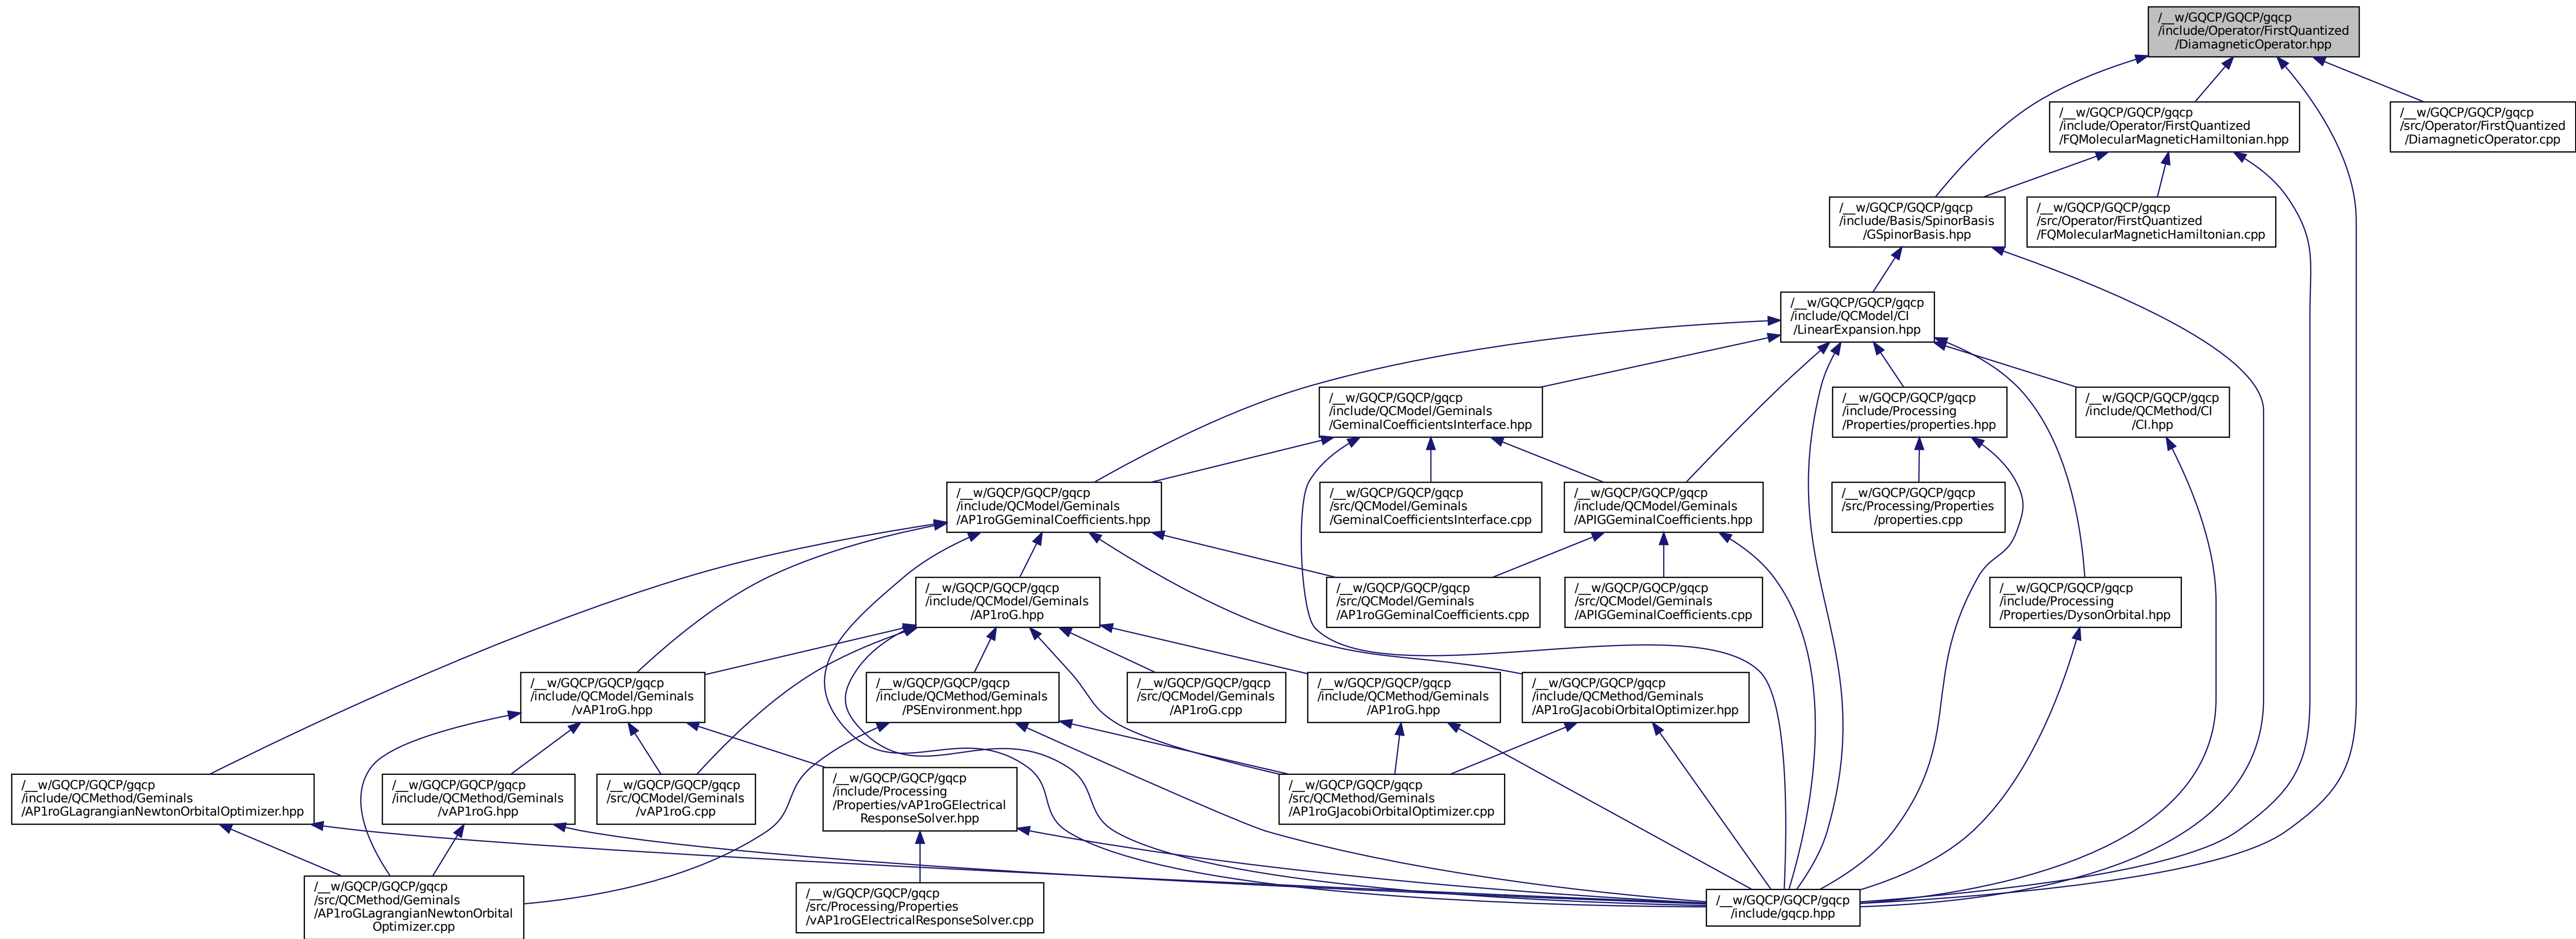 /__w/GQCP/GQCP/gqcp
/include/Operator/FirstQuantized
/DiamagneticOperator.hpp
/__w/GQCP/GQCP/gqcp
/include/Operator/FirstQuantized
/FQMolecularMagneticHamiltonian.hpp
/__w/GQCP/GQCP/gqcp
/src/Operator/FirstQuantized
/DiamagneticOperator.cpp
/__w/GQCP/GQCP/gqcp
/include/Basis/SpinorBasis
/GSpinorBasis.hpp
/__w/GQCP/GQCP/gqcp
/src/Operator/FirstQuantized
/FQMolecularMagneticHamiltonian.cpp
/__w/GQCP/GQCP/gqcp
/include/QCModel/CI
/LinearExpansion.hpp
/__w/GQCP/GQCP/gqcp
/include/QCModel/Geminals
/GeminalCoefficientsInterface.hpp
/__w/GQCP/GQCP/gqcp
/include/Processing
/Properties/properties.hpp
/__w/GQCP/GQCP/gqcp
/include/QCMethod/CI
/CI.hpp
/__w/GQCP/GQCP/gqcp
/include/QCModel/Geminals
/AP1roGGeminalCoefficients.hpp
/__w/GQCP/GQCP/gqcp
/src/QCModel/Geminals
/GeminalCoefficientsInterface.cpp
/__w/GQCP/GQCP/gqcp
/include/QCModel/Geminals
/APIGGeminalCoefficients.hpp
/__w/GQCP/GQCP/gqcp
/src/Processing/Properties
/properties.cpp
/__w/GQCP/GQCP/gqcp
/include/QCModel/Geminals
/AP1roG.hpp
/__w/GQCP/GQCP/gqcp
/src/QCModel/Geminals
/AP1roGGeminalCoefficients.cpp
/__w/GQCP/GQCP/gqcp
/src/QCModel/Geminals
/APIGGeminalCoefficients.cpp
/__w/GQCP/GQCP/gqcp
/include/Processing
/Properties/DysonOrbital.hpp
/__w/GQCP/GQCP/gqcp
/include/QCModel/Geminals
/vAP1roG.hpp
/__w/GQCP/GQCP/gqcp
/include/QCMethod/Geminals
/PSEnvironment.hpp
/__w/GQCP/GQCP/gqcp
/src/QCModel/Geminals
/AP1roG.cpp
/__w/GQCP/GQCP/gqcp
/include/QCMethod/Geminals
/AP1roG.hpp
/__w/GQCP/GQCP/gqcp
/include/QCMethod/Geminals
/AP1roGJacobiOrbitalOptimizer.hpp
/__w/GQCP/GQCP/gqcp
/include/QCMethod/Geminals
/AP1roGLagrangianNewtonOrbitalOptimizer.hpp
/__w/GQCP/GQCP/gqcp
/include/QCMethod/Geminals
/vAP1roG.hpp
/__w/GQCP/GQCP/gqcp
/src/QCModel/Geminals
/vAP1roG.cpp
/__w/GQCP/GQCP/gqcp
/include/Processing
/Properties/vAP1roGElectrical
ResponseSolver.hpp
/__w/GQCP/GQCP/gqcp
/src/QCMethod/Geminals
/AP1roGJacobiOrbitalOptimizer.cpp
/__w/GQCP/GQCP/gqcp
/src/QCMethod/Geminals
/AP1roGLagrangianNewtonOrbital
Optimizer.cpp
/__w/GQCP/GQCP/gqcp
/src/Processing/Properties
/vAP1roGElectricalResponseSolver.cpp
/__w/GQCP/GQCP/gqcp
/include/gqcp.hpp